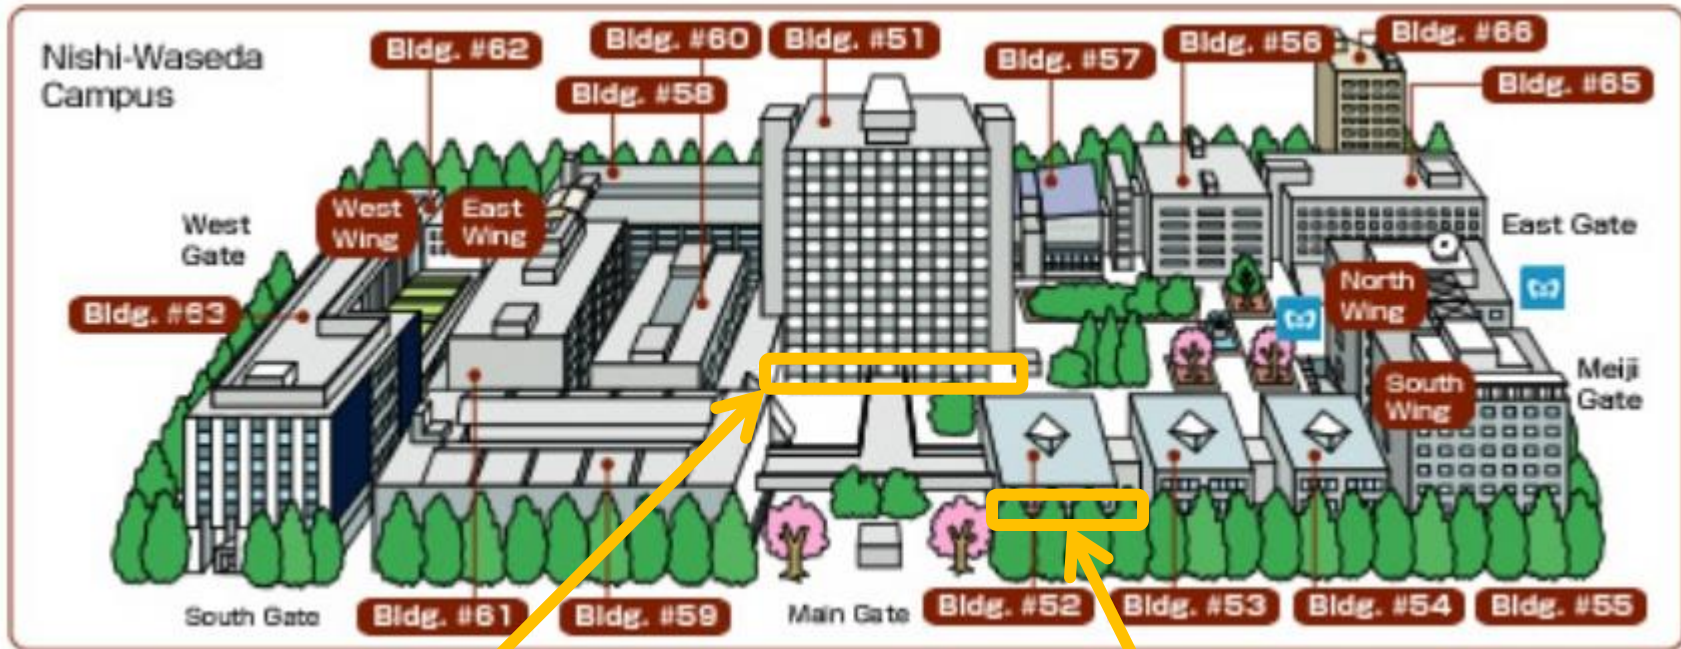 Nishi-Waseda
Campus
Bldg. #62
Bldg. #60
Bldg. #51
Bldg. #58
Bldg. #57
Bldg. #56
Bldg. #66
Bldg. #65
West
Gate
West
Wing
East
Wing
East Gate
North
Wing
Bldg. #63
South
Wing
Meiji
Gate
South Gate
Bldg. #61
Bldg. #59
Main Gate
Bldg. #52
Bldg. #53
Bldg. #54
Bldg. #55